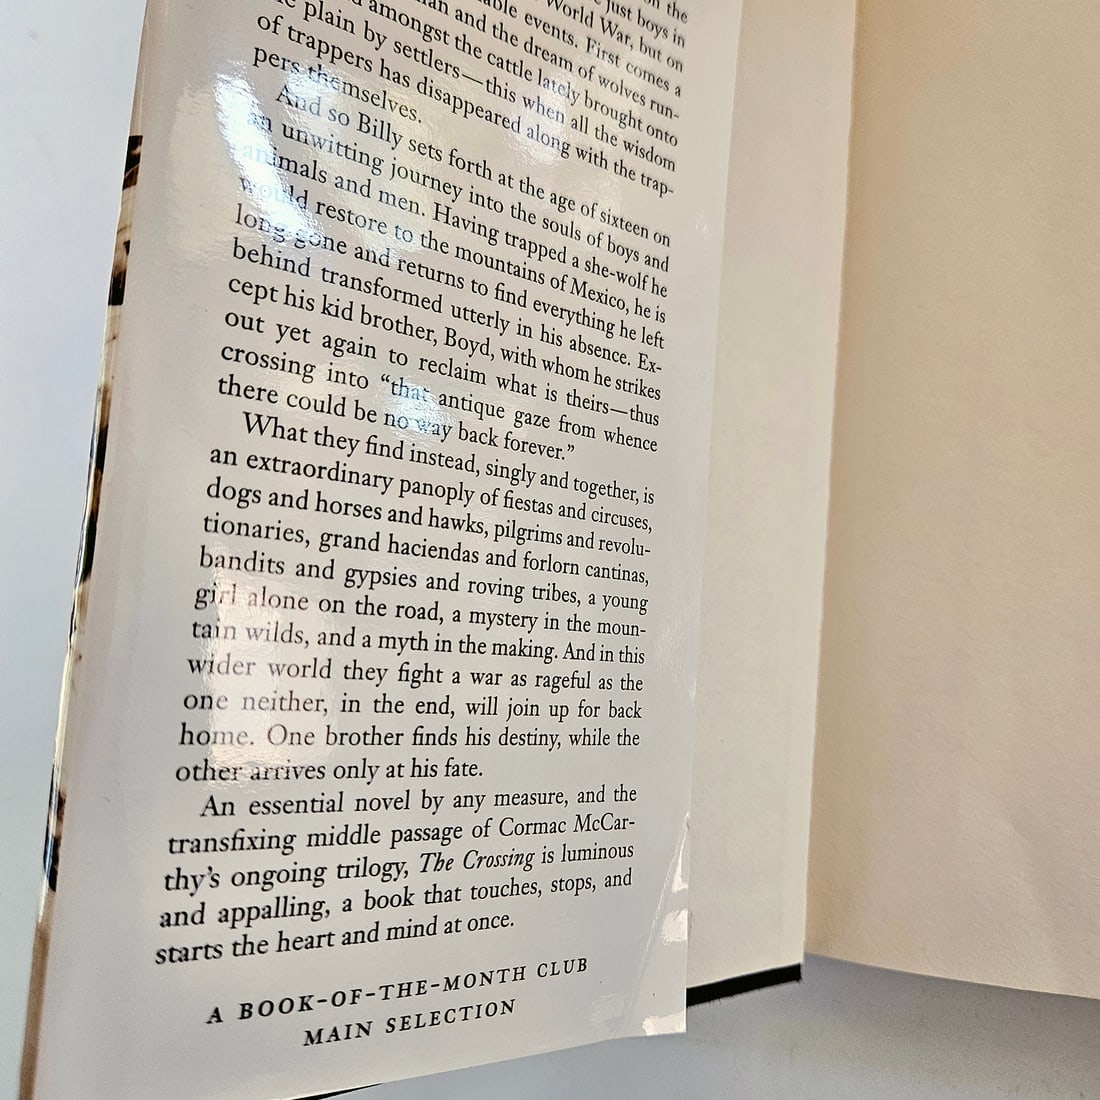 on the
just boys in
World War, but on
able events. First comes a
and the dream of wolves run-
amongst the cattle lately brought onto
plain by settlers—this when all the wisdom
of trappers has disappeared along with the trap-
pers themselves.
And so Billy sets forth at the age of sixteen on
an unwitting journey into the souls of boys and
animals and men. Having trapped a she-wolf he
would restore to the mountains of Mexico, he is
long gone and returns to find everything he left
behind transformed utterly in his absence. Ex-
cept his kid brother, Boyd, with whom he strikes
out yet again to reclaim what is theirs—thus
crossing into “that antique gaze from whence
there could be no way back forever.”
What they find instead, singly and together, is
an extraordinary panoply of fiestas and circuses,
dogs and horses and hawks, pilgrims and revolu-
tionaries, grand haciendas and forlorn cantinas,
bandits and gypsies and roving tribes, a young
girl alone on the road, a mystery in the moun-
tain wilds, and a myth in the making. And in this
wider world they fight a war as rageful as the
one neither, in the end, will join up for back
home. One brother finds his destiny, while the
other arrives only at his fate.
An essential novel by any measure, and the
transfixing middle passage of Cormac McCar-
thy’s ongoing trilogy, The Crossing is luminous
and appalling, a book that touches, stops, and
starts the heart and mind at once.
A BOOK-OF-THE-MONTH CLUB
MAIN SELECTION